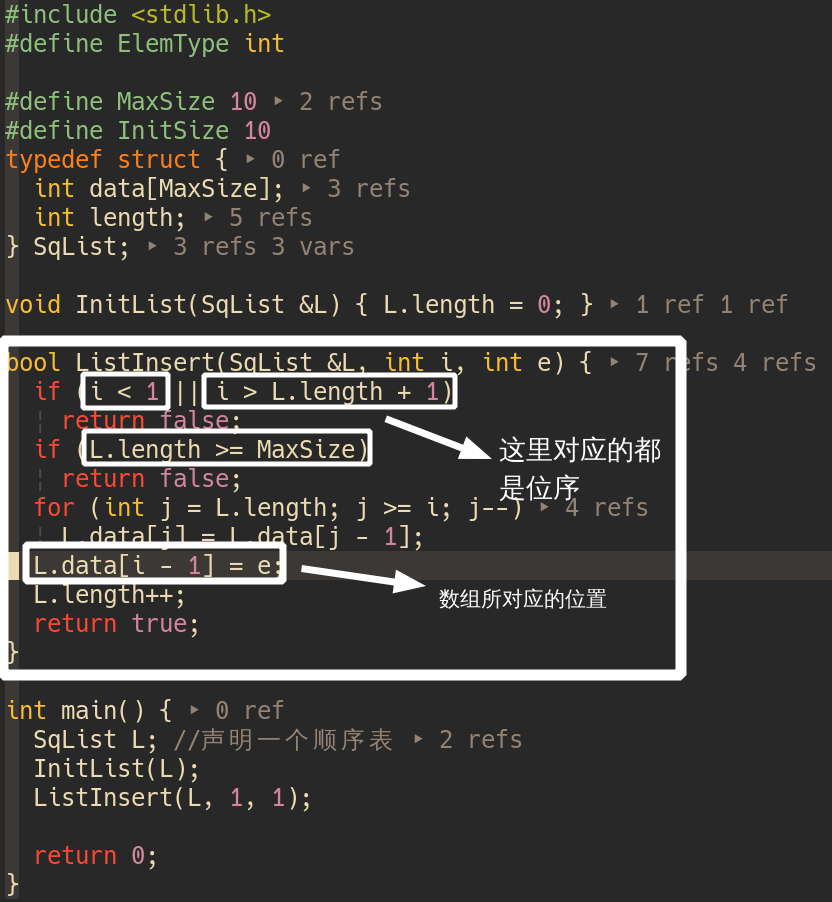 #include <stdlib.h>
#define ElemType int
#define MaxSize 10 ‣ 2 refs
#define InitSize 10
typedef struct { ‣ 0 ref
int data[MaxSize]; ‣ 3 refs
int length; ‣ 5 refs
} SqList; ‣ 3 refs 3 vars
void InitList(SqList &L) { L.length = 0; } ‣ 1 ref 1 ref
bool ListInsert(SqList &L, int i, int e) { ‣ 7 refs 4 refs
if (i < 1 || i > L.length + 1)
return false;
if (L.length >= MaxSize)
return false;
这里对应的都
是位序
for (int j = L.length; j >= i; j--) ‣ 4 refs
L.data[j] = L.data[j - 1];
L.data[i - 1] = e;
数组所对应的位置
L.length++;
return true;
}
int main() { ‣ 0 ref
SqList L; //声明一个顺序表 ‣ 2 refs
InitList(L);
ListInsert(L, 1, 1);
return 0;
}